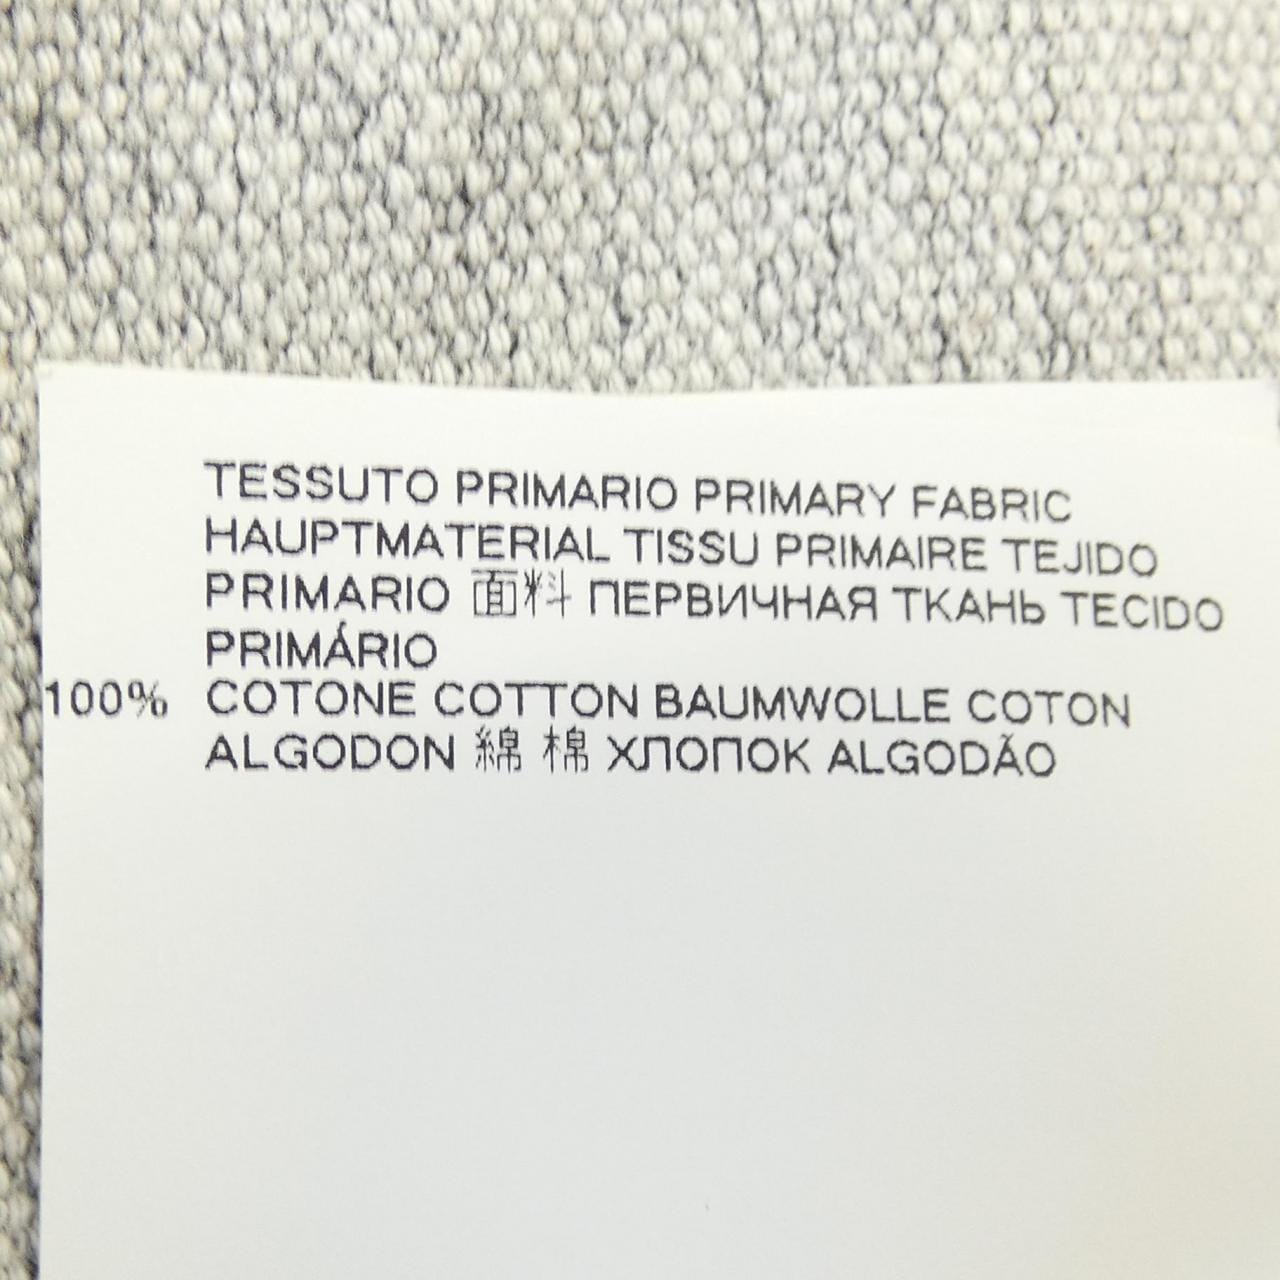 TESSUTO PRIMARIO PRIMARY FABRIC
HAUPTMATERIAL TISSU PRIMAIRE TEJIDO
PRIMARIO 面料 ПЕРВИЧНАЯ ТКАНЬ TECIDO
PRIMÁRIO
100% COTONE COTTON BAUMWOLLE COTON
ALGODON 綿 棉 ХЛОПОК ALGODÃO